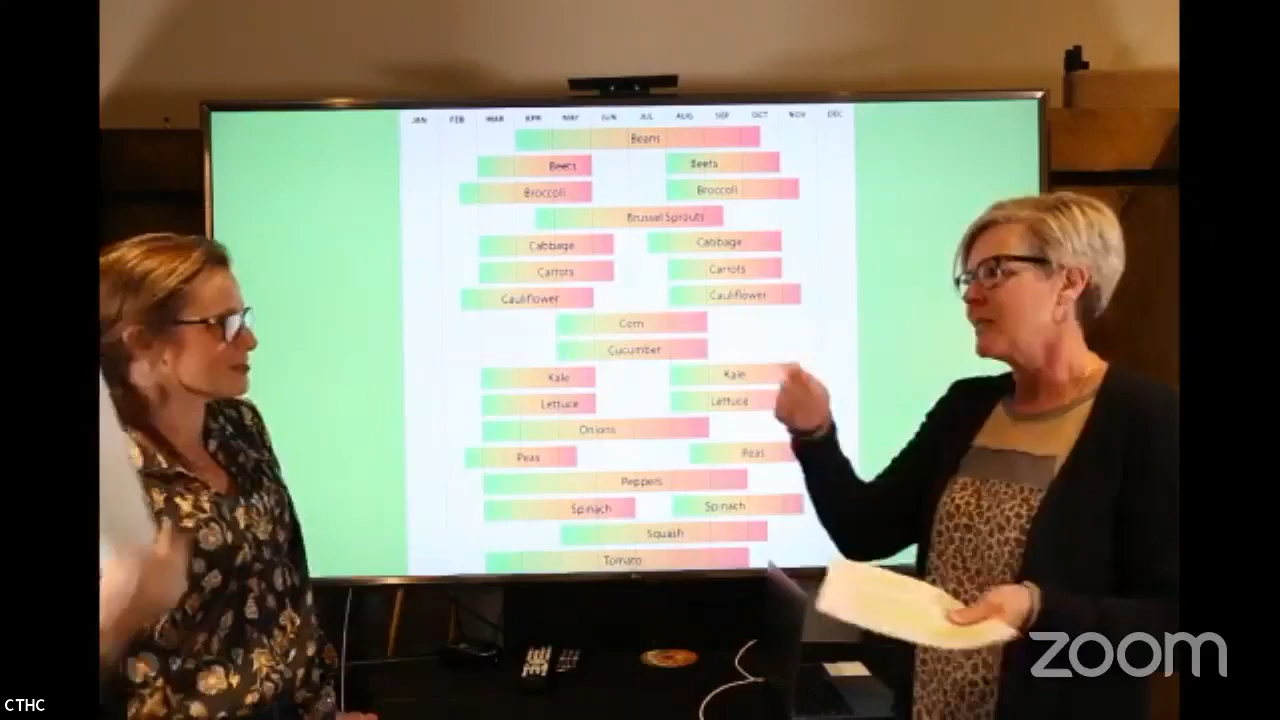 JAN FEB MAR APR MAY JUN JUL AUG SEP OCT NOV DEC
Beans
Beets Beets
Broccoli Broccoli
Brussel Sprouts
Cabbage Cabbage
Carrots Carrots
Cauliflower Cauliflower
Corn
Cucumber
Kale Kale
Lettuce Lettuce
Onions
Peas Peas
Peppers
Spinach Spinach
Squash
Tomato
zoom
CTHC